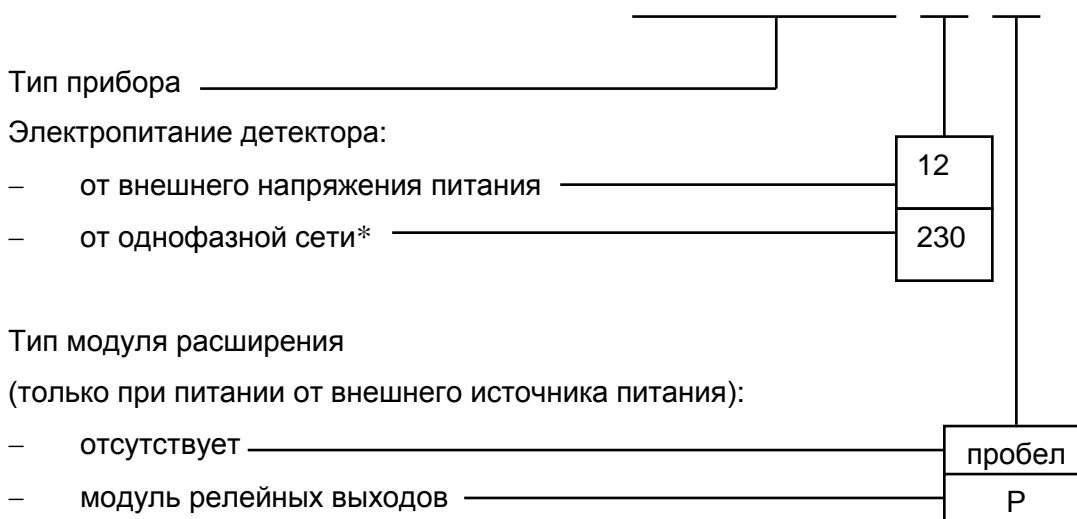 Тип прибора
Электропитание детектора:
– от внешнего напряжения питания 12
– от однофазной сети* 230
Тип модуля расширения
(только при питании от внешнего источника питания):
– отсутствует пробел
– модуль релейных выходов Р